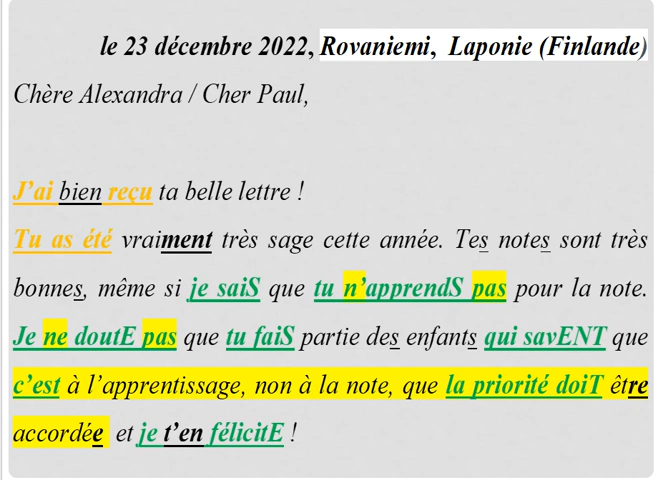 le 23 décembre 2022, Rovaniemi, Laponie (Finlande)
Chère Alexandra / Cher Paul,
J’ai bien reçu ta belle lettre !
Tu as été vraiment très sage cette année. Tes notes sont très
bonnes, même si je saiS que tu n’apprendS pas pour la note.
Je ne doutE pas que tu faiS partie des enfants qui savENT que
c’est à l’apprentissage, non à la note, que la priorité doiT être
accordée et je t'en félicitE !